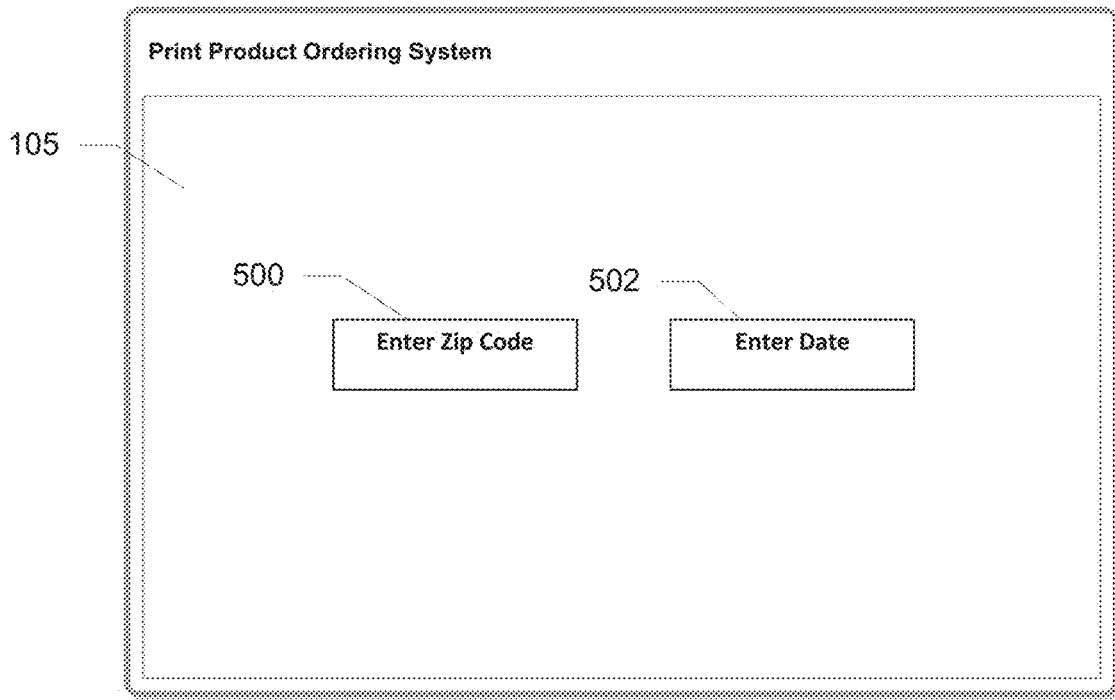 Print Product Ordering System
105
500
502
Enter Zip Code
Enter Date